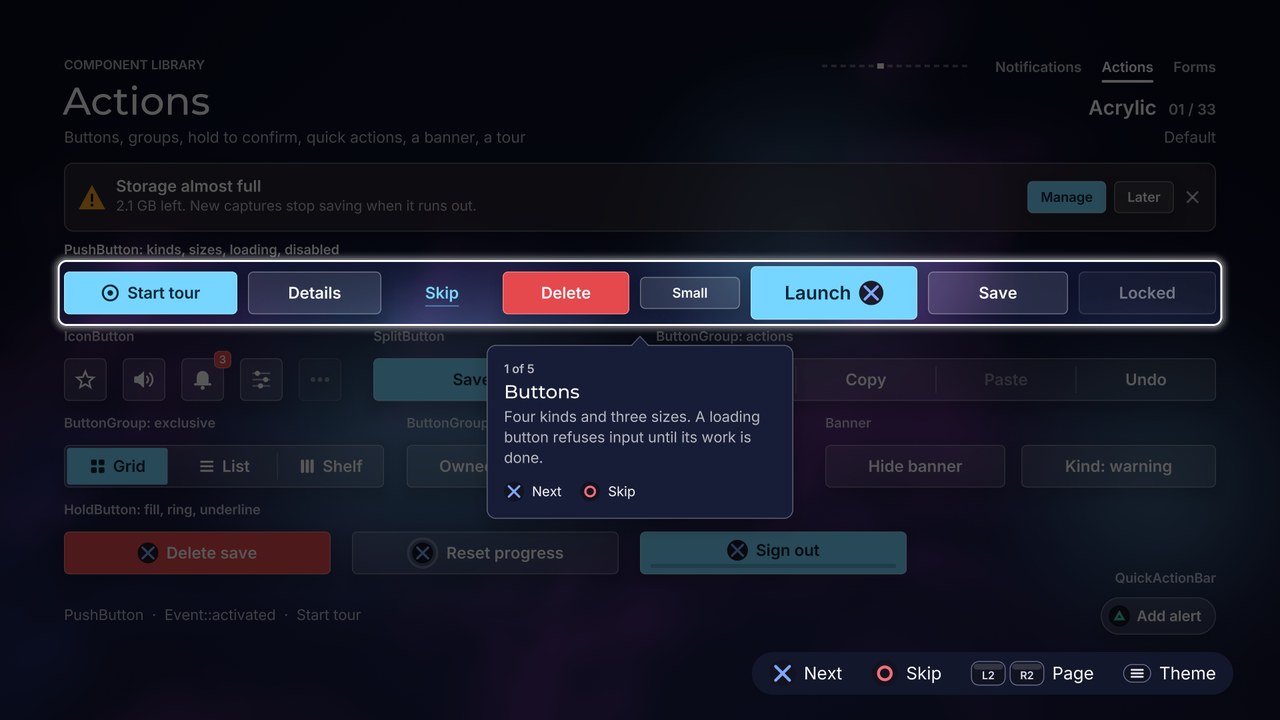 COMPONENT LIBRARY
Notifications Actions Forms
Actions
Acrylic 01 / 33
Buttons, groups, hold to confirm, quick actions, a banner, a tour
Default
Storage almost full
2.1 GB left. New captures stop saving when it runs out.
Manage Later
PushButton: kinds, sizes, loading, disabled
Start tour Details Skip Delete Small Launch Save Locked
IconButton SplitButton ButtonGroup: actions
3
Save Copy Paste Undo
1 of 5
Buttons
Four kinds and three sizes. A loading
button refuses input until its work is
done.
Next Skip
ButtonGroup: exclusive ButtonGroup Banner
Grid List Shelf Owned Hide banner Kind: warning
HoldButton: fill, ring, underline
Delete save Reset progress Sign out
QuickActionBar
PushButton · Event::activated · Start tour
Add alert
Next Skip L2 R2 Page Theme